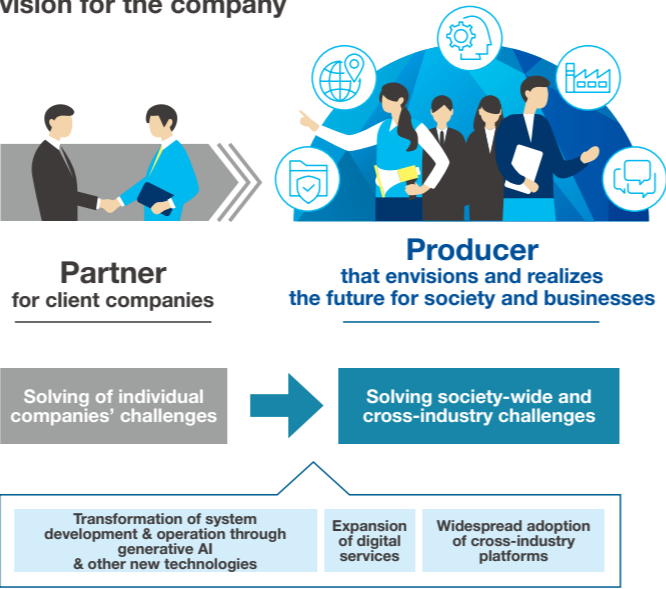 vision for the company
Partner
for client companies
Producer
that envisions and realizes
the future for society and businesses
Solving of individual
companies' challenges
Solving society-wide and
cross-industry challenges
Transformation of system
development & operation through
generative AI
& other new technologies
Expansion
of digital
services
Widespread adoption
of cross-industry
platforms